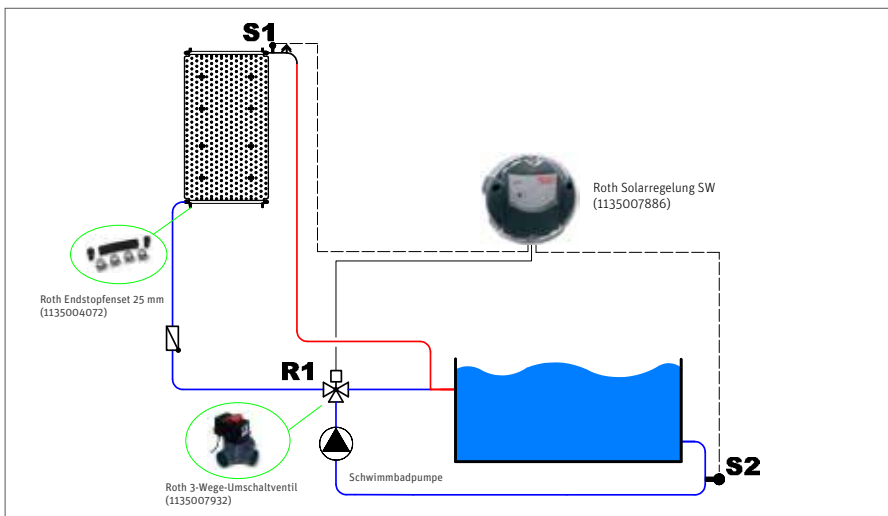 S1
Roth Solarregelung SW
(1135007886)
Roth Endstopfenset 25 mm
(1135004072)
R1
Roth 3-Wege-Umschaltventil
(1135007932)
Schwimmbadpumpe
S2